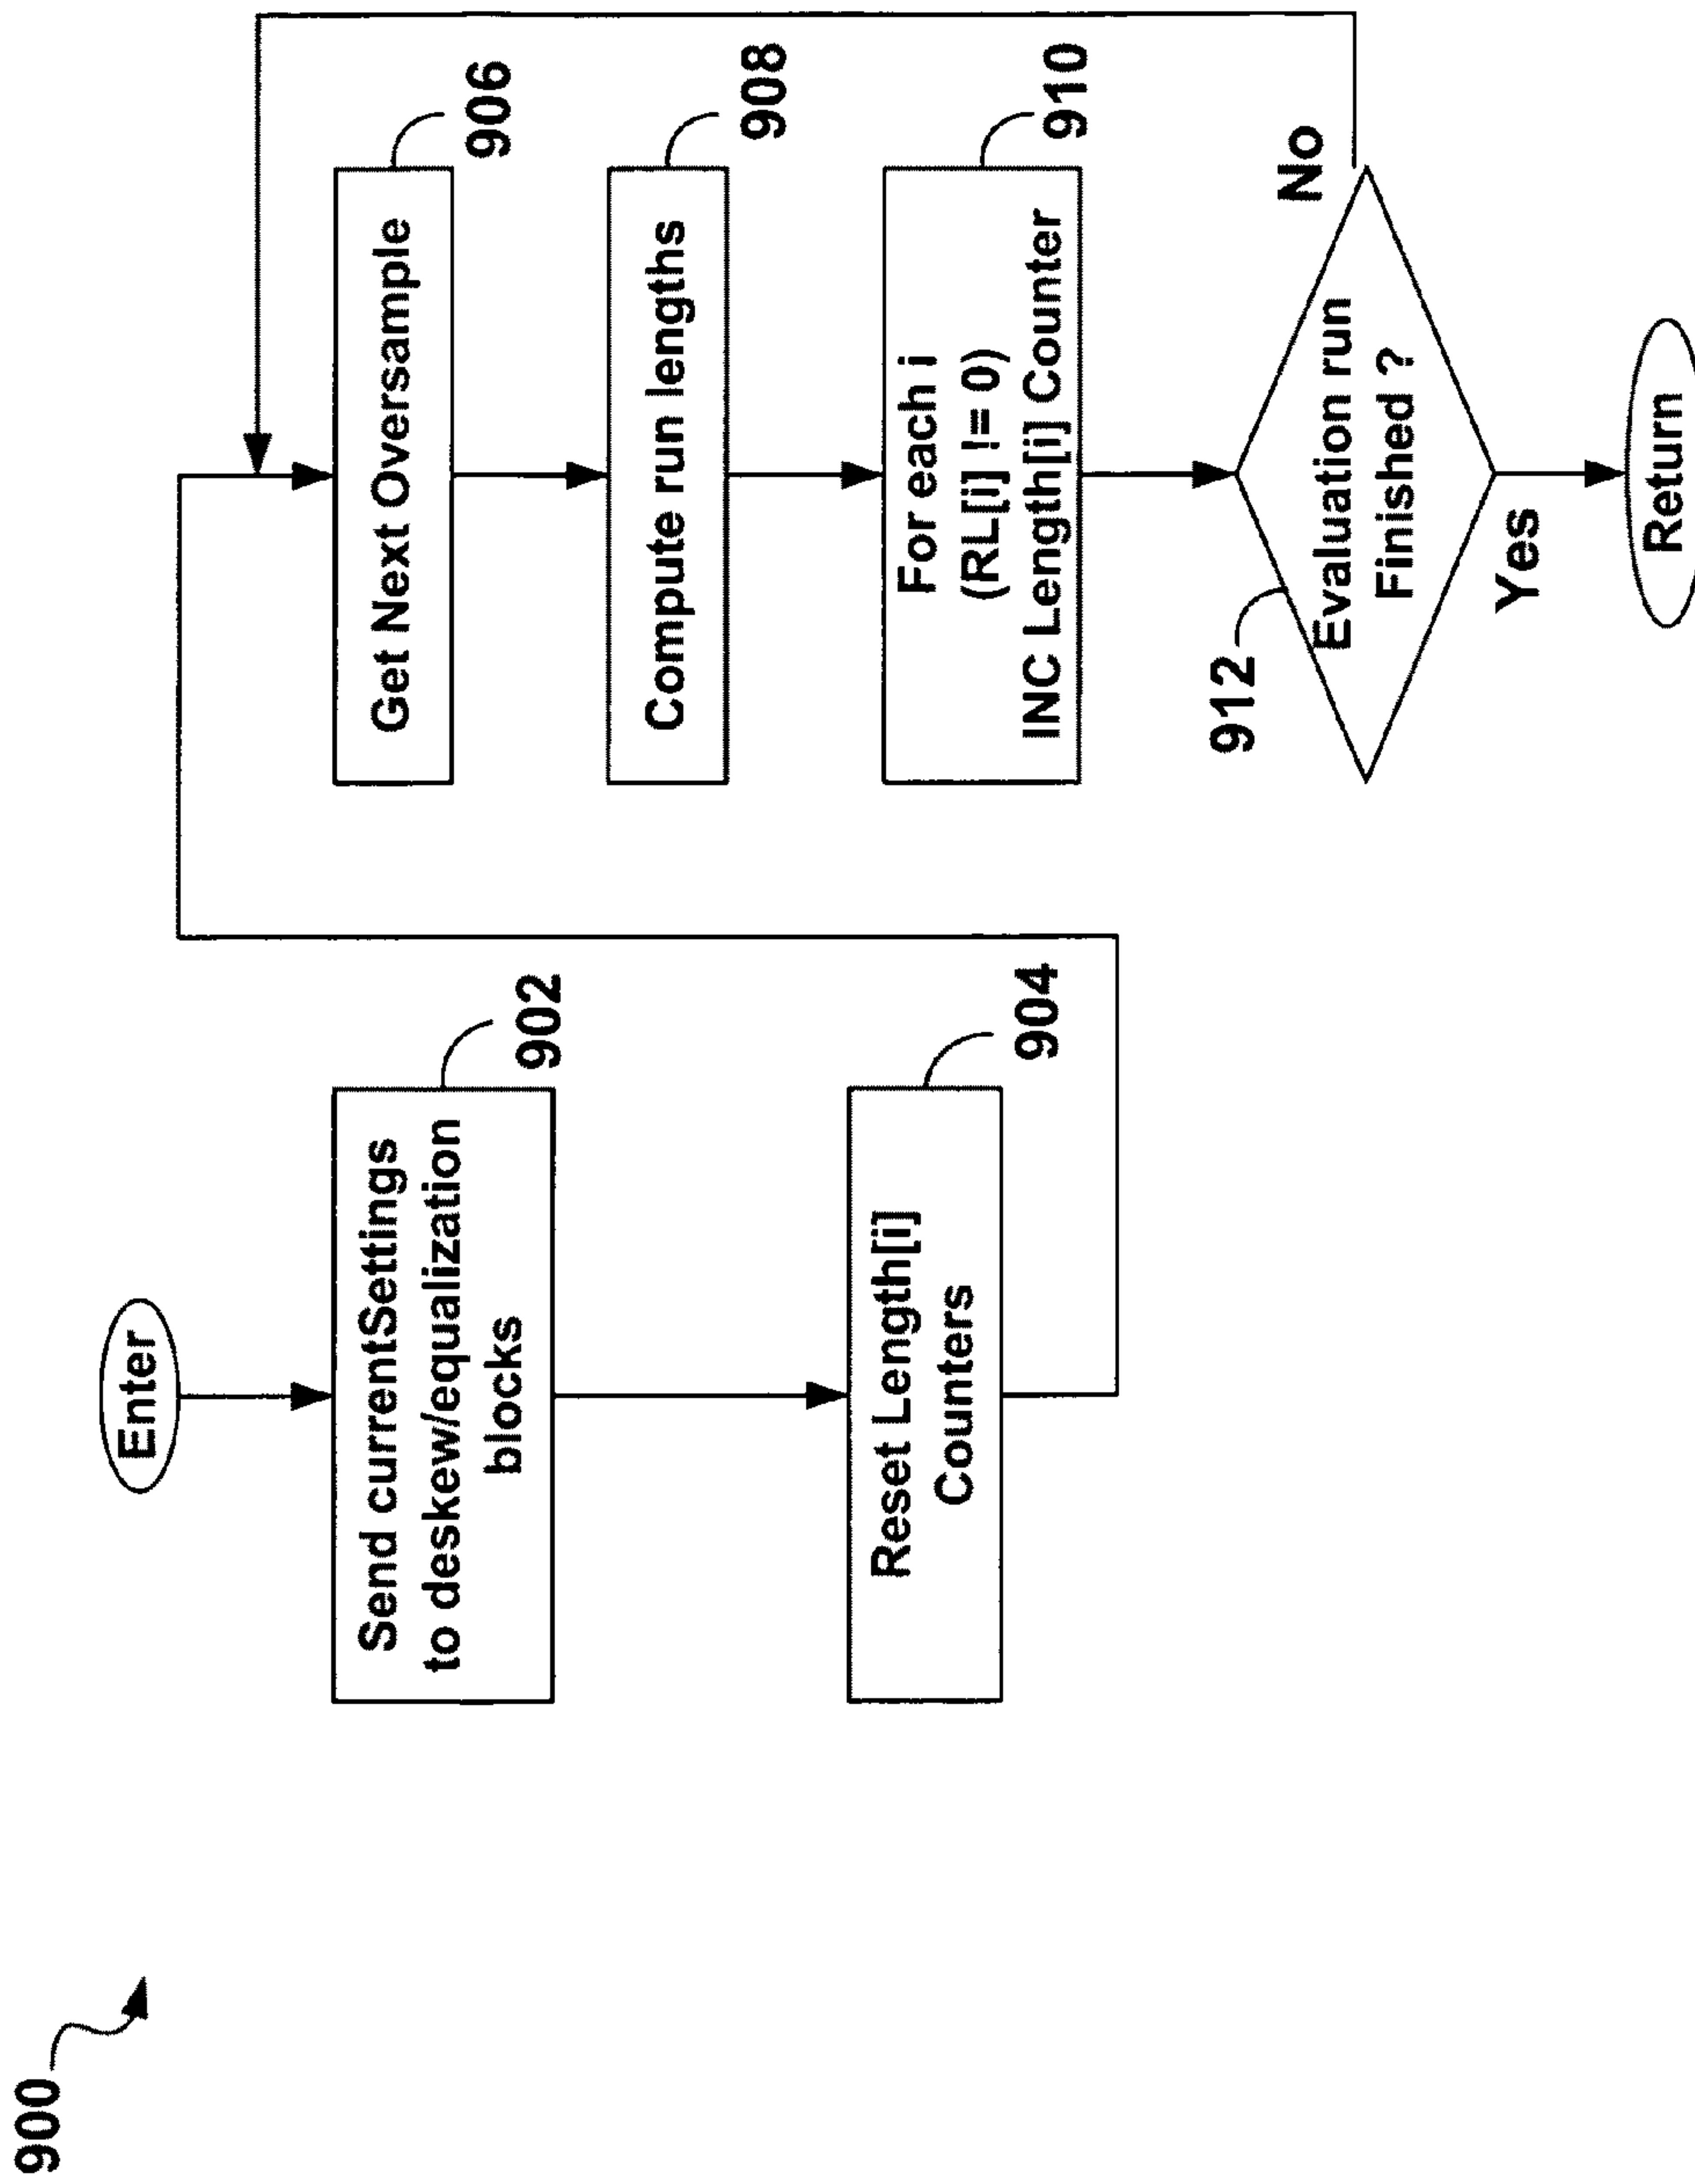 900
Enter
Send currentSettings
to deskew/equalization
blocks
902
Reset Length[i]
Counters
904
Get Next Oversample
906
Compute run lengths
908
For each i
(RL[i] != 0)
INC Length[i] Counter
910
912
Evaluation run
Finished ?
No
Yes
Return